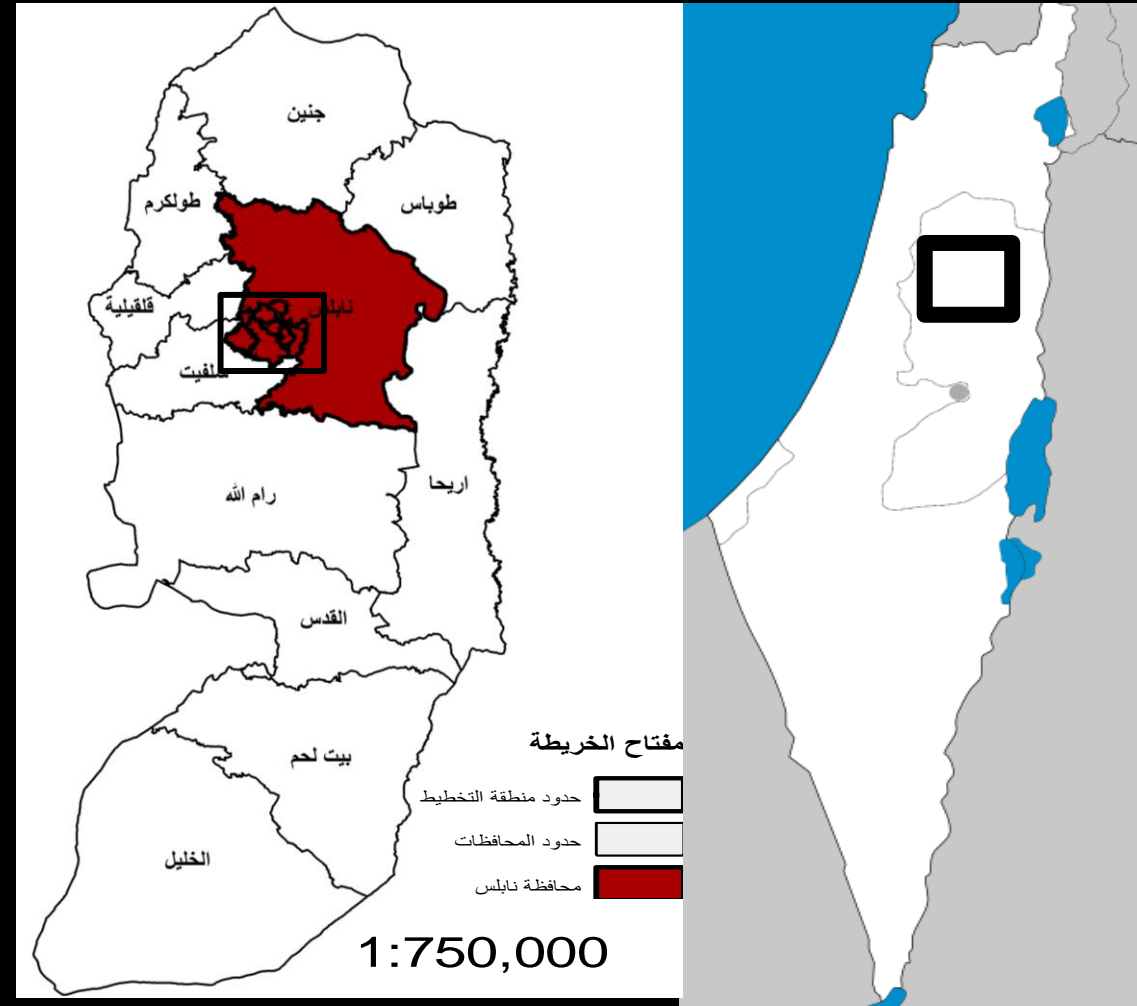 جنين
طولكرم
طوباس
قلقيلية
نابلس
سلفيت
رام الله
اريحا
القدس
بيت لحم
الخليل
مفتاح الخريطة
حدود منطقة التخطيط
حدود المحافظات
محافظة نابلس
1:750,000